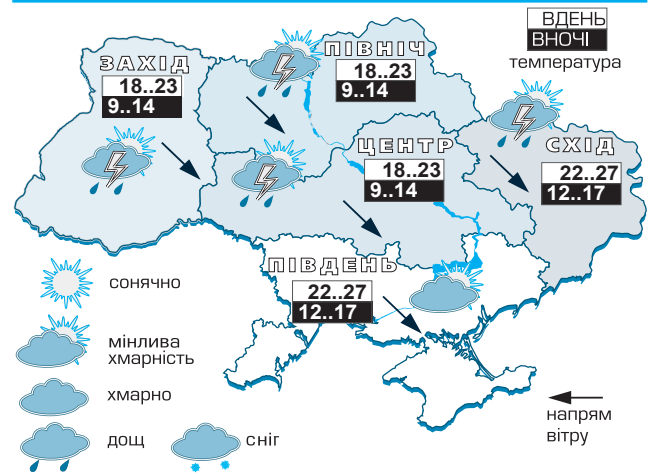 ВДЕНЬ
ВНОЧІ
температура
ЗАХІД
18..23
9..14
ПІВНІЧ
18..23
9..14
ЦЕНТР
18..23
9..14
СХІД
22..27
12..17
ПІВДЕНЬ
22..27
12..17
сонячно
мінлива
хмарність
хмарно
дощ
сніг
напрям
вітру